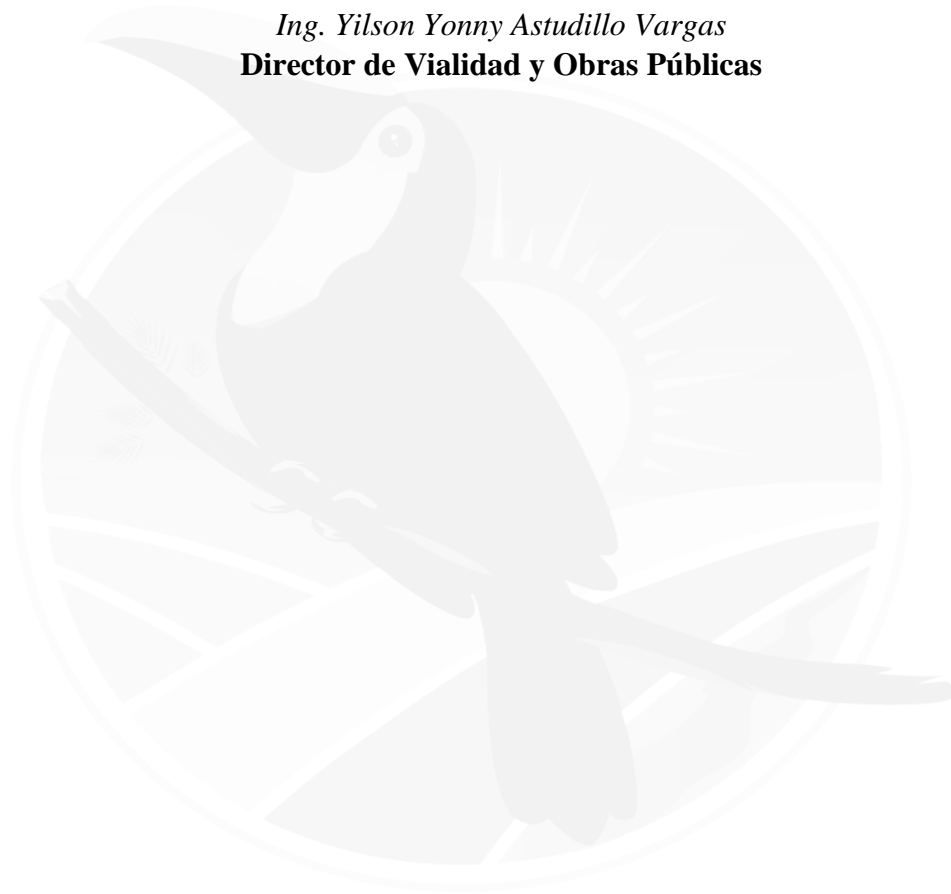 Ing. Yilson Yonny Astudillo Vargas
Director de Vialidad y Obras Públicas